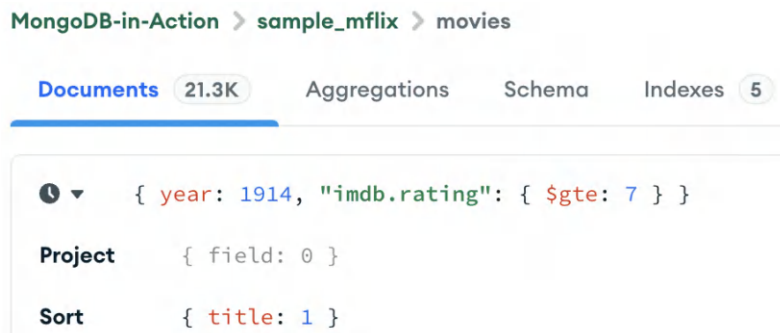 MongoDB-in-Action > sample_mflix > movies
Documents 21.3K Aggregations Schema Indexes 5
{ year: 1914, "imdb.rating": { $gte: 7 } }
Project { field: 0 }
Sort { title: 1 }